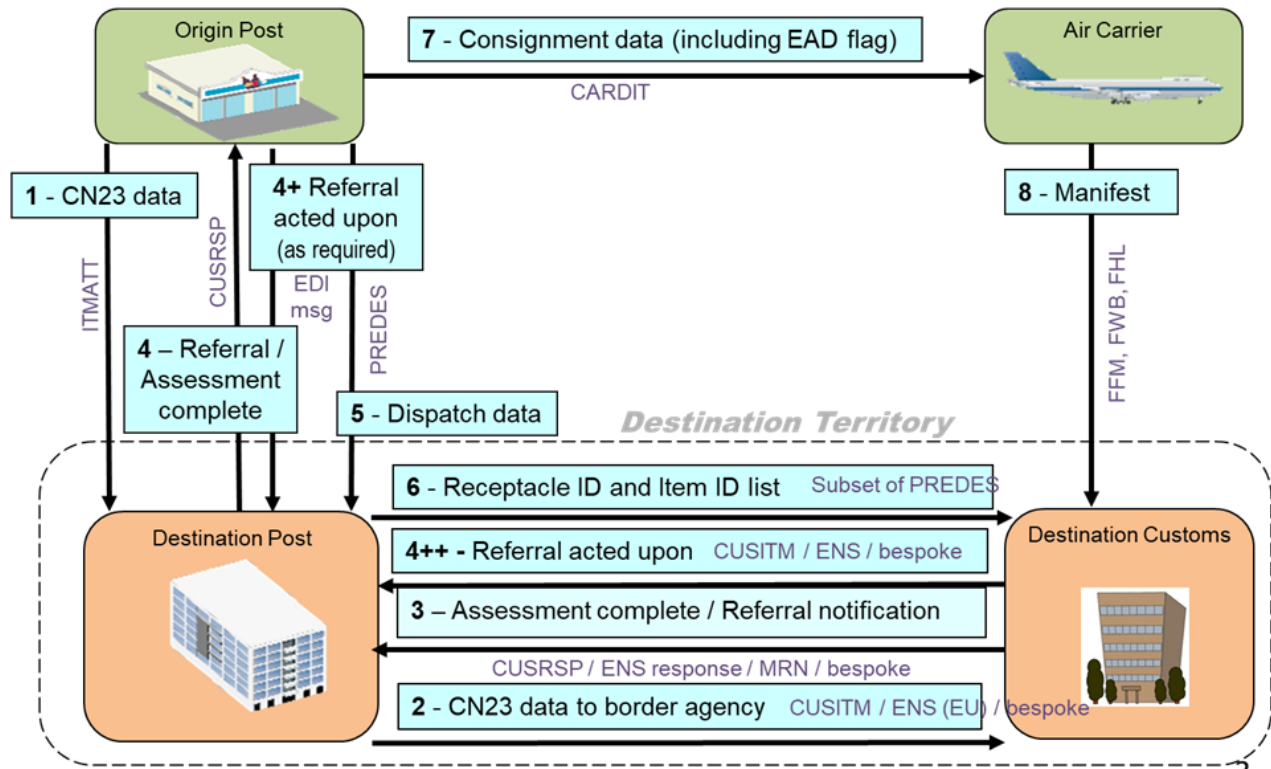 Origin Post
7 - Consignment data (including EAD flag)
CARDIT
Air Carrier
1 - CN23 data
ITMATT
CUSRSP
4+ Referral
acted upon
(as required)
EDI
msg
PREDES
8 - Manifest
FFM, FWB, FHL
4 – Referral /
Assessment
complete
5 - Dispatch data
Destination Territory
Destination Post
6 - Receptacle ID and Item ID list Subset of PREDES
4++ - Referral acted upon CUSITM / ENS / bespoke
3 – Assessment complete / Referral notification
CUSRSP / ENS response / MRN / bespoke
2 - CN23 data to border agency CUSITM / ENS (EU) / bespoke
Destination Customs